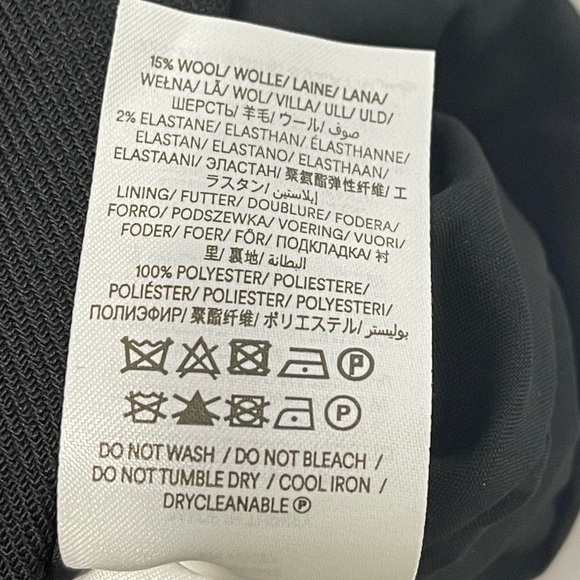 15% WOOL/ WOLLE/ LAINE/ LANA/
WEŁNA/ LÃ/ WOL/ VILLA/ ULL/ ULD/
ШЕРСТЬ/ 羊毛/ ウール/ صوف/
2% ELASTANE/ ELASTHAN/ ÉLASTHANNE/
ELASTAN/ ELASTANO/ ELASTHAAN/
ELASTAANI/ ЭЛАСТАН/ 聚氨酯弹性纤维/ エ
ラスタン/ إيلاستين/
LINING/ FUTTER/ DOUBLURE/ FODERA/
FORRO/ PODSZEWKA/ VOERING/ VUORI/
FODER/ FOER/ FÔR/ ПОДКЛАДКА/ 衬
里/ 裏地/ البطانة/
100% POLYESTER/ POLIESTERE/
POLIÉSTER/ POLIESTER/ POLYESTERI/
ПОЛИЭФИР/ 聚酯纤维/ ポリエステル/ بوليستر/
P
P
DO NOT WASH / DO NOT BLEACH /
DO NOT TUMBLE DRY / COOL IRON /
DRYCLEANABLE Ⓟ